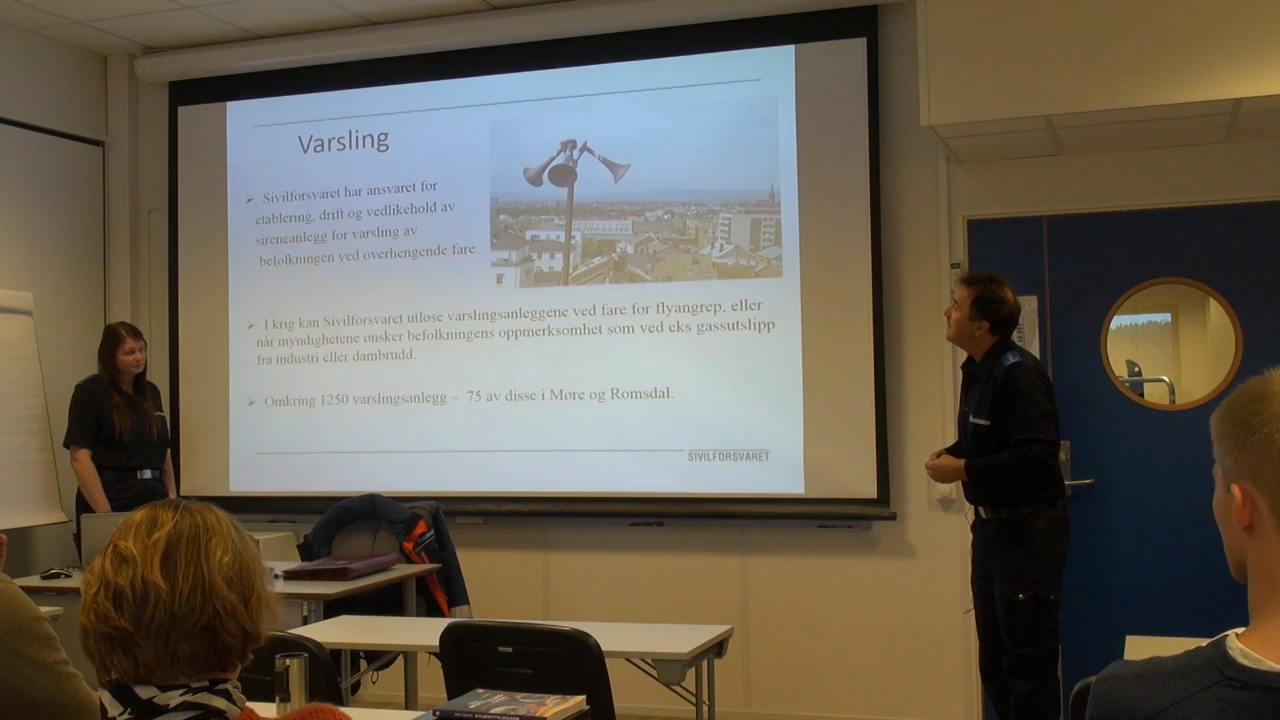 Varsling
➢ Sivilforsvaret har ansvaret for
etablering, drift og vedlikehold av
sireneanlegg for varsling av
befolkningen ved overhengende fare.
➢ I krig kan Sivilforsvaret utløse varslingsanleggene ved fare for flyangrep, eller
når myndighetene ønsker befolkningens oppmerksomhet som ved eks gassutslipp
fra industri eller dambrudd.
➢ Omkring 1250 varslingsanlegg – 75 av disse i Møre og Romsdal.
SIVILFORSVARET